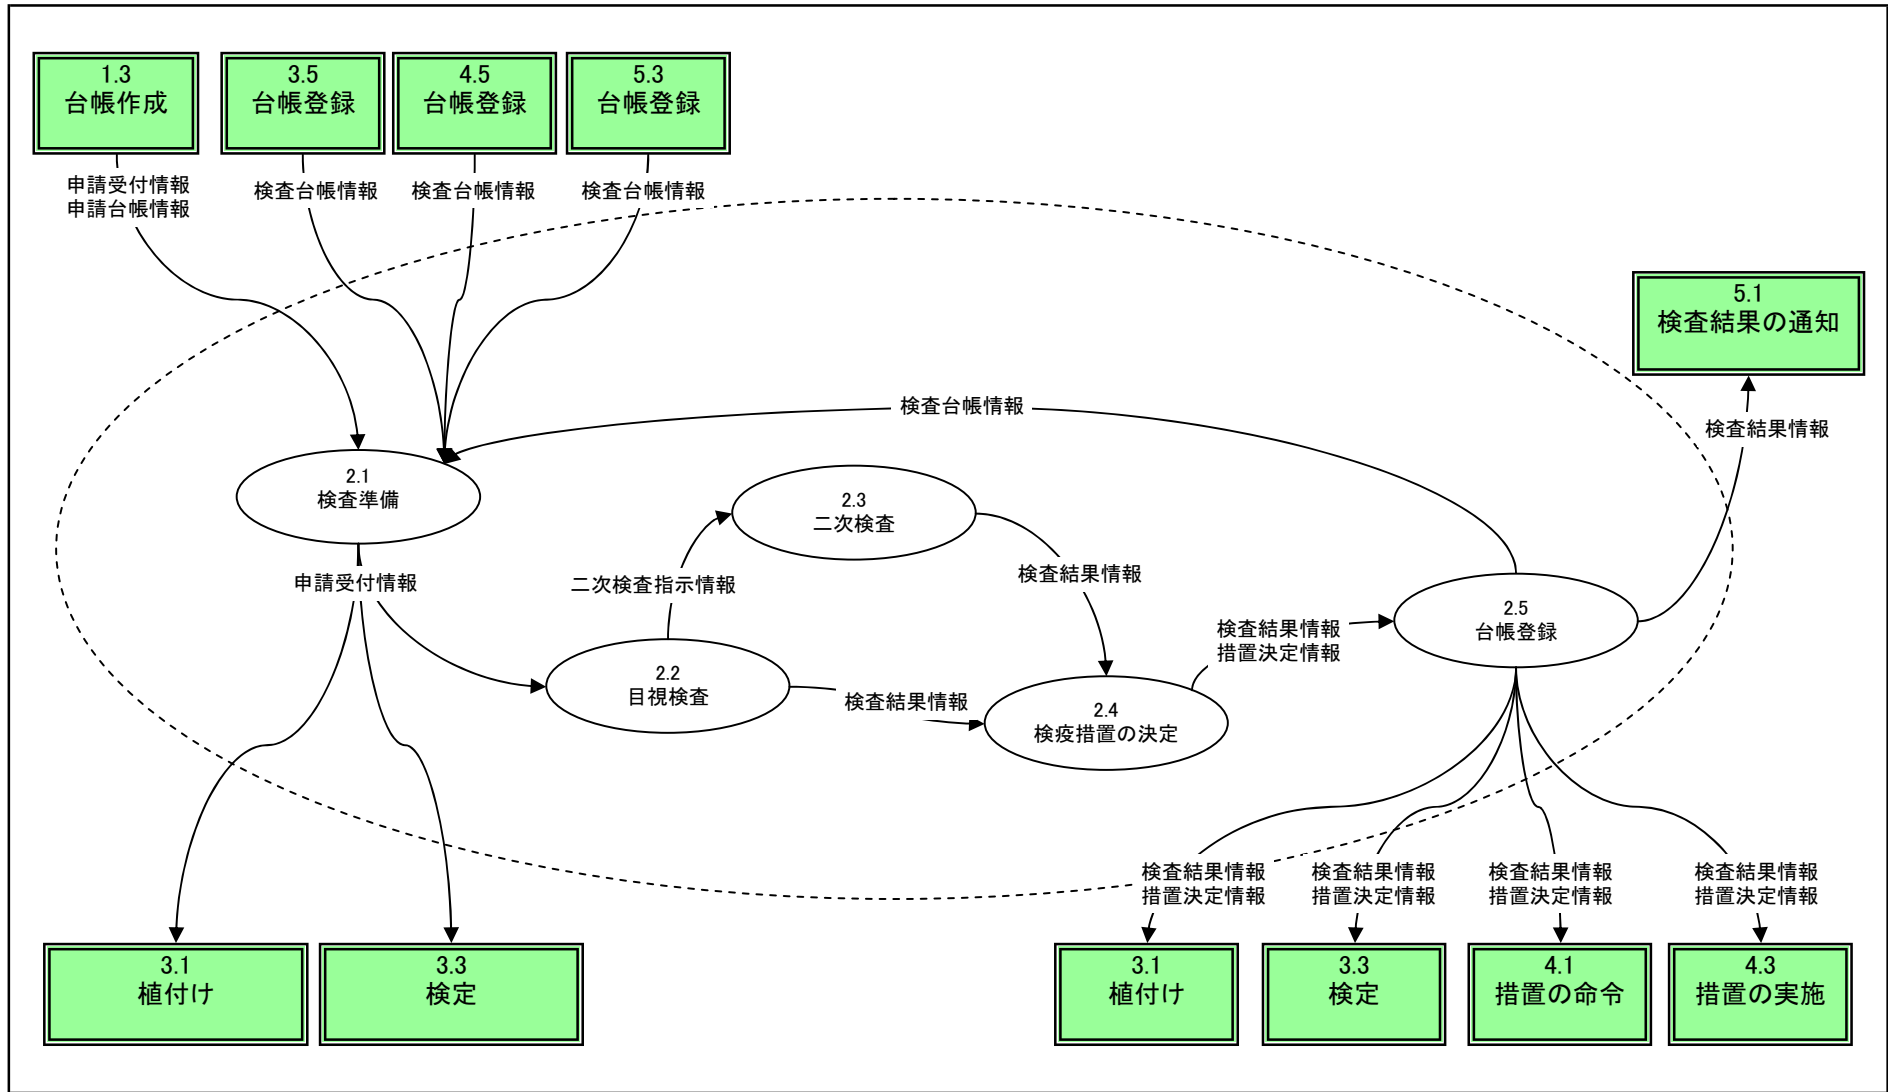 1.3
台帳作成
3.5
台帳登録
4.5
台帳登録
5.3
台帳登録
申請受付情報
申請台帳情報
検査台帳情報
検査台帳情報
検査台帳情報
5.1
検査結果の通知
検査台帳情報
検査結果情報
2.1
検査準備
2.3
二次検査
申請受付情報
二次検査指示情報
検査結果情報
2.5
台帳登録
検査結果情報
措置決定情報
2.2
目視検査
検査結果情報
2.4
検疫措置の決定
検査結果情報
措置決定情報
検査結果情報
措置決定情報
検査結果情報
措置決定情報
検査結果情報
措置決定情報
3.1
植付け
3.3
検定
3.1
植付け
3.3
検定
4.1
措置の命令
4.3
措置の実施